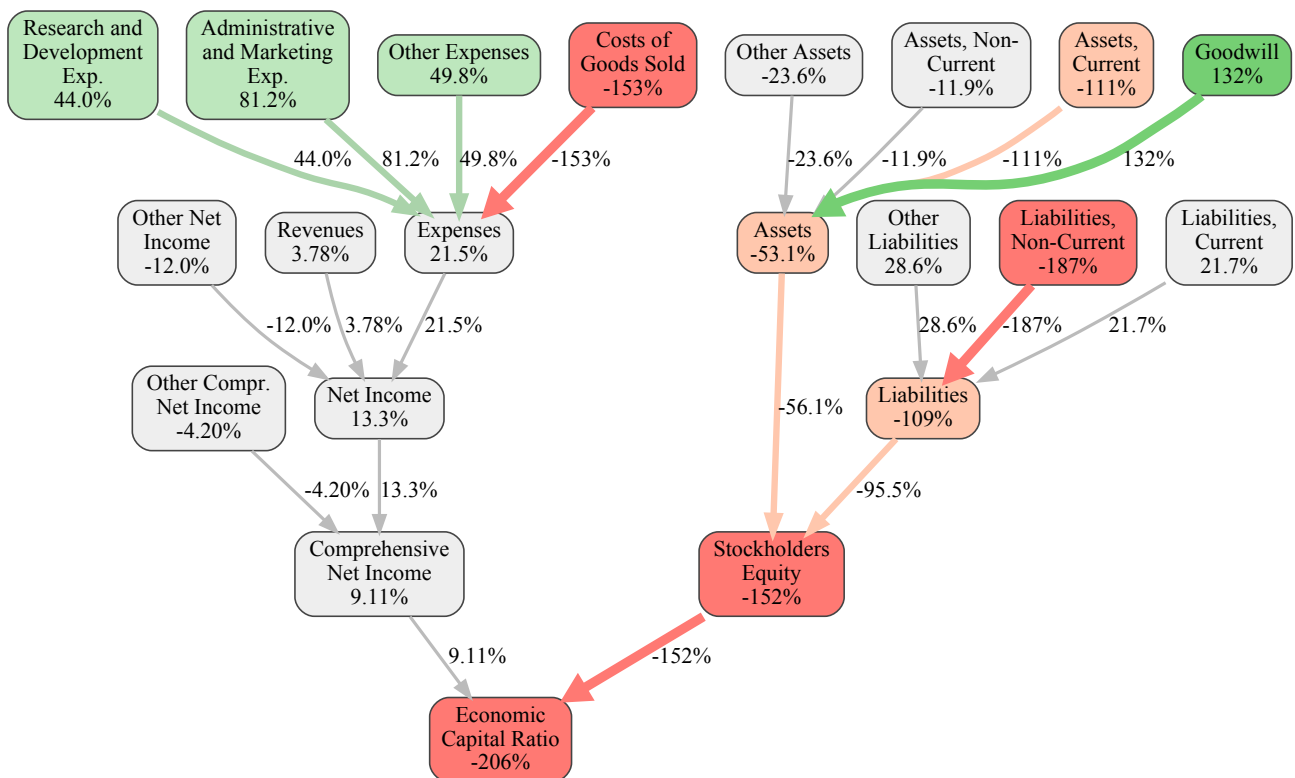 Research and
Development
Exp.
44.0%
Administrative
and Marketing
Exp.
81.2%
Other Expenses
49.8%
Costs of
Goods Sold
-153%
Other Assets
-23.6%
Assets, Non-
Current
-11.9%
Assets,
Current
-111%
Goodwill
132%
44.0%
81.2%
49.8%
-153%
-23.6%
-11.9%
-111%
132%
Other Net
Income
-12.0%
Revenues
3.78%
Expenses
21.5%
Assets
-53.1%
Other
Liabilities
28.6%
Liabilities,
Non-Current
-187%
Liabilities,
Current
21.7%
-12.0%
3.78%
21.5%
28.6%
-187%
21.7%
Other Compr.
Net Income
-4.20%
Net Income
13.3%
-56.1%
Liabilities
-109%
-4.20%
13.3%
-95.5%
Comprehensive
Net Income
9.11%
Stockholders
Equity
-152%
9.11%
-152%
Economic
Capital Ratio
-206%